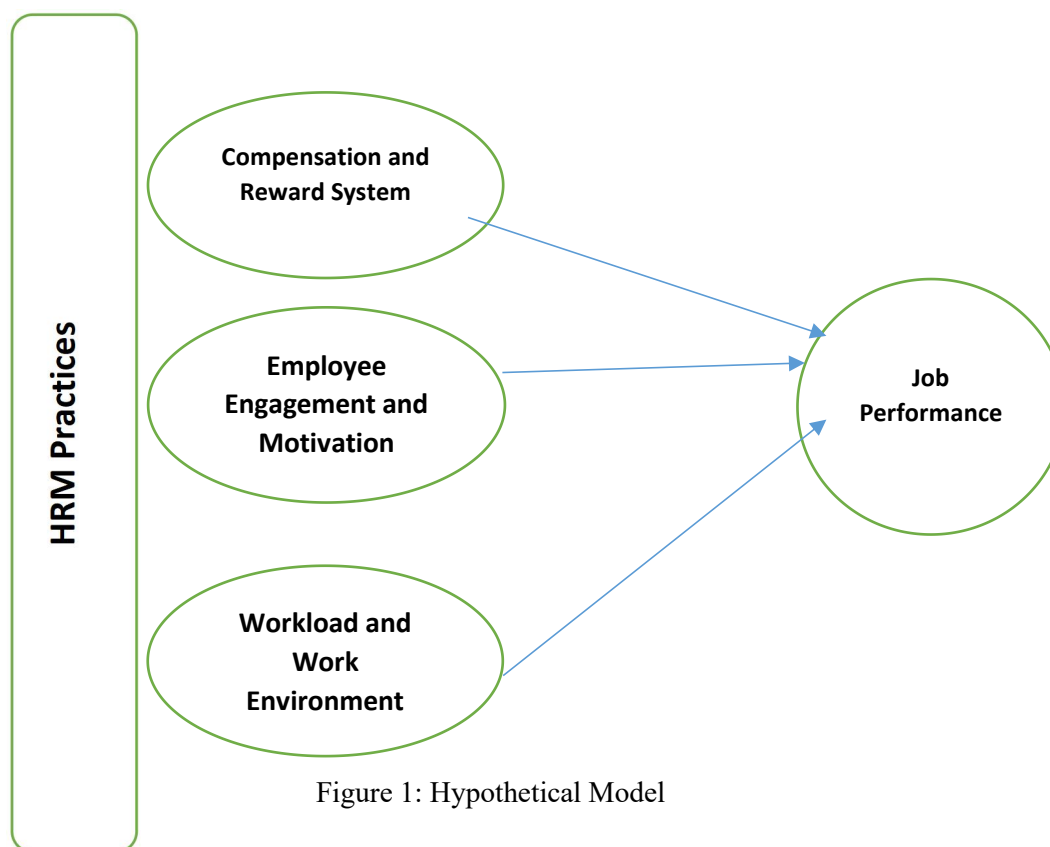 HRM Practices
Compensation and
Reward System
Employee
Engagement and
Motivation
Workload and
Work
Environment
Job
Performance
Figure 1: Hypothetical Model